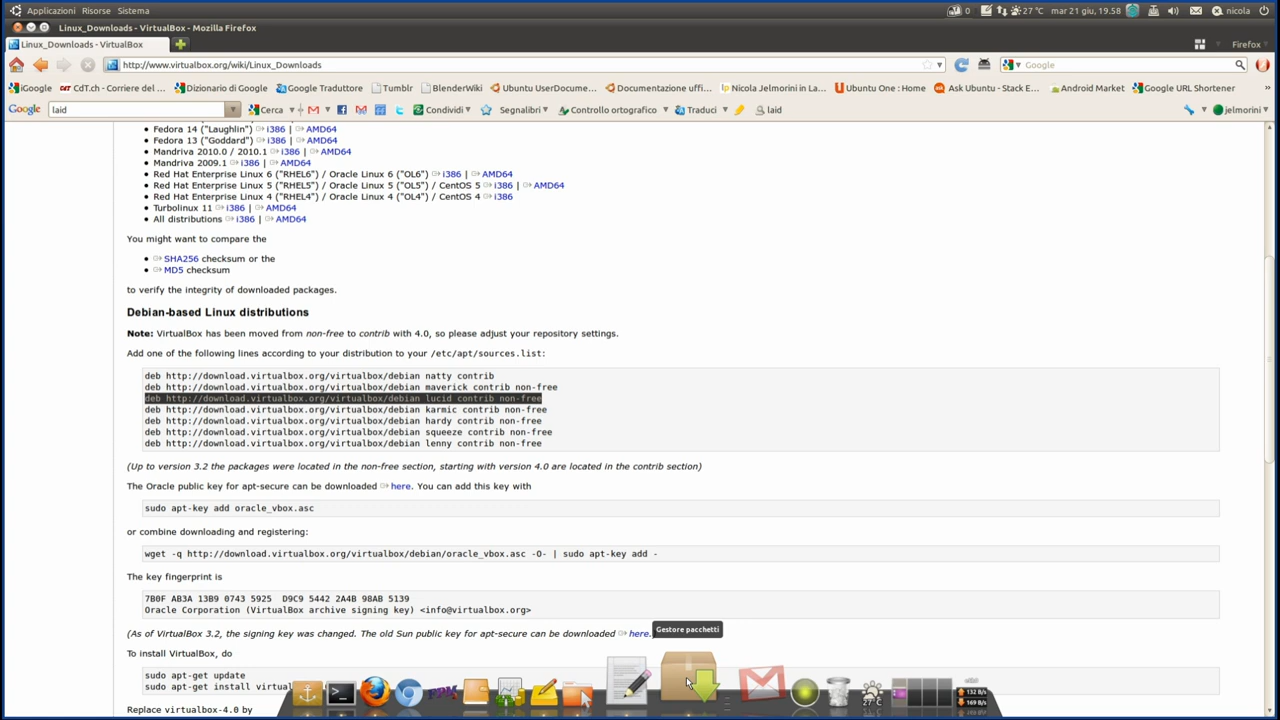 Applicazioni Risorse Sistema 0 27 °C mar 21 giu, 19.58 nicola
Linux_Downloads - VirtualBox - Mozilla Firefox
Linux_Downloads - VirtualBox Firefox
http://www.virtualbox.org/wiki/Linux_Downloads Google
iGoogle CdT.ch - Corriere del ... Dizionario di Google Google Traduttore Tumblr BlenderWiki Ubuntu UserDocume... Documentazione uffi... Nicola Jelmorini in La... Ubuntu One : Home Ask Ubuntu - Stack E... Android Market Google URL Shortener »
Google laid Cerca Condividi Segnalibri Controllo ortografico Traduci laid jelmorini
Fedora 14 ("Laughlin") i386 | AMD64
Fedora 13 ("Goddard") i386 | AMD64
Mandriva 2010.0 / 2010.1 i386 | AMD64
Mandriva 2009.1 i386 | AMD64
Red Hat Enterprise Linux 6 ("RHEL6") / Oracle Linux 6 ("OL6") i386 | AMD64
Red Hat Enterprise Linux 5 ("RHEL5") / Oracle Linux 5 ("OL5") / CentOS 5 i386 | AMD64
Red Hat Enterprise Linux 4 ("RHEL4") / Oracle Linux 4 ("OL4") / CentOS 4 i386
Turbolinux 11 i386 | AMD64
All distributions i386 | AMD64
You might want to compare the
SHA256 checksum or the
MD5 checksum
to verify the integrity of downloaded packages.
Debian-based Linux distributions
Note: VirtualBox has been moved from non-free to contrib with 4.0, so please adjust your repository settings.
Add one of the following lines according to your distribution to your /etc/apt/sources.list:
deb http://download.virtualbox.org/virtualbox/debian natty contrib
deb http://download.virtualbox.org/virtualbox/debian maverick contrib non-free
deb http://download.virtualbox.org/virtualbox/debian lucid contrib non-free
deb http://download.virtualbox.org/virtualbox/debian karmic contrib non-free
deb http://download.virtualbox.org/virtualbox/debian hardy contrib non-free
deb http://download.virtualbox.org/virtualbox/debian squeeze contrib non-free
deb http://download.virtualbox.org/virtualbox/debian lenny contrib non-free
(Up to version 3.2 the packages were located in the non-free section, starting with version 4.0 are located in the contrib section)
The Oracle public key for apt-secure can be downloaded here. You can add this key with
sudo apt-key add oracle_vbox.asc
or combine downloading and registering:
wget -q http://download.virtualbox.org/virtualbox/debian/oracle_vbox.asc -O- | sudo apt-key add -
The key fingerprint is
7B0F AB3A 13B9 0743 5925 D9C9 5442 2A4B 98AB 5139
Oracle Corporation (VirtualBox archive signing key) <info@virtualbox.org>
(As of VirtualBox 3.2, the signing key was changed. The old Sun public key for apt-secure can be downloaded here.
Gestore pacchetti
To install VirtualBox, do
sudo apt-get update
sudo apt-get install virtua
Replace virtualbox-4.0 by
27°C 132 B/s
169 B/s